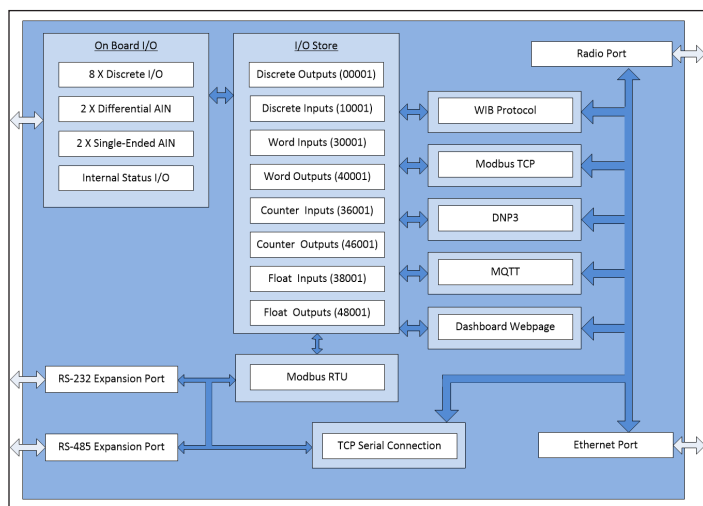 On Board I/O
8 X Discrete I/O
2 X Differential AIN
2 X Single-Ended AIN
Internal Status I/O
I/O Store
Discrete Outputs (00001)
Discrete Inputs (10001)
Word Inputs (30001)
Word Outputs (40001)
Counter Inputs (36001)
Counter Outputs (46001)
Float Inputs (38001)
Float Outputs (48001)
Radio Port
WIB Protocol
Modbus TCP
DNP3
MQTT
Dashboard Webpage
RS-232 Expansion Port
Modbus RTU
RS-485 Expansion Port
TCP Serial Connection
Ethernet Port